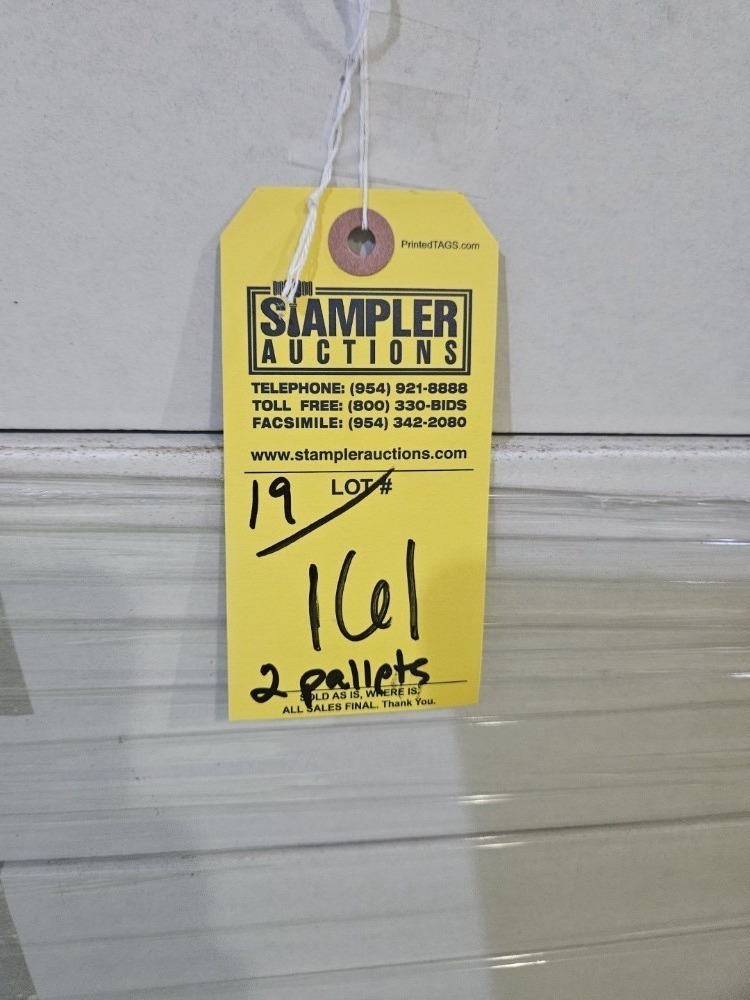 PrintedTAGS.com
STAMPLER
AUCTIONS
TELEPHONE: (954) 921-8888
TOLL FREE: (800) 330-BIDS
FACSIMILE: (954) 342-2080
www.stamplerauctions.com
LOT #
19
161
2 pallets
SOLD AS IS, WHERE IS,
ALL SALES FINAL. Thank You.